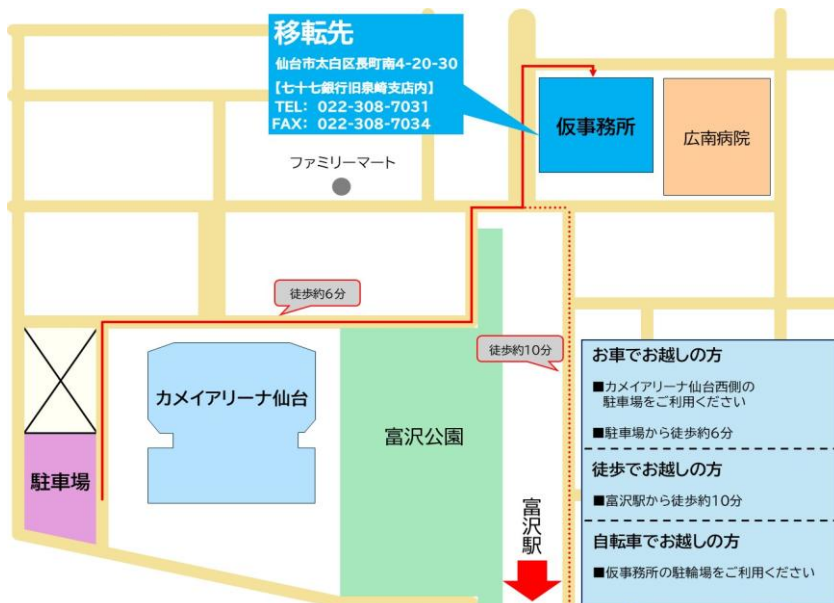 移転先
仙台市太白区長町南4-20-30
【七十七銀行旧泉崎支店内】
TEL: 022-308-7031
FAX: 022-308-7034
仮事務所
広南病院
ファミリーマート
徒歩約6分
徒歩約10分
カメイアリーナ仙台
富沢公園
駐車場
富沢駅
お車でお越しの方
■カメイアリーナ仙台西側の
駐車場をご利用ください
■駐車場から徒歩約6分
徒歩でお越しの方
■富沢駅から徒歩約10分
自転車でお越しの方
■仮事務所の駐輪場をご利用ください